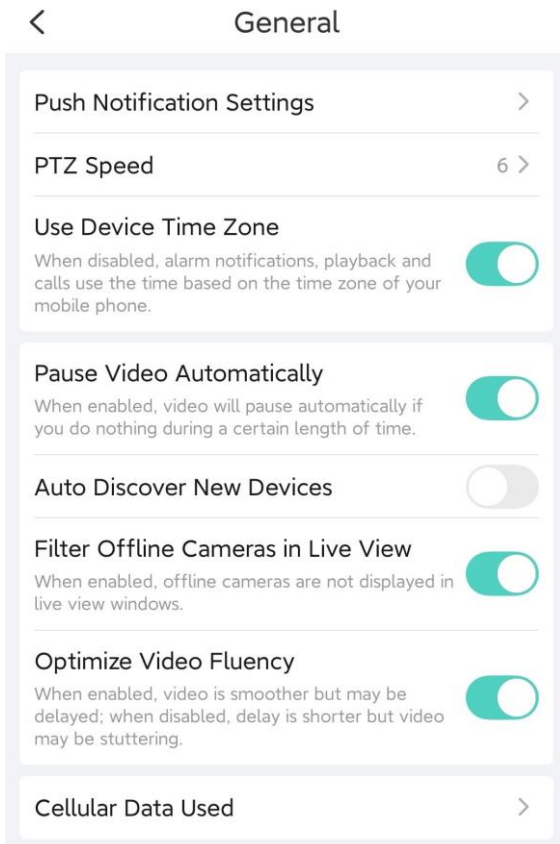 General
Push Notification Settings
PTZ Speed 6
Use Device Time Zone
When disabled, alarm notifications, playback and
calls use the time based on the time zone of your
mobile phone.
Pause Video Automatically
When enabled, video will pause automatically if
you do nothing during a certain length of time.
Auto Discover New Devices
Filter Offline Cameras in Live View
When enabled, offline cameras are not displayed in
live view windows.
Optimize Video Fluency
When enabled, video is smoother but may be
delayed; when disabled, delay is shorter but video
may be stuttering.
Cellular Data Used